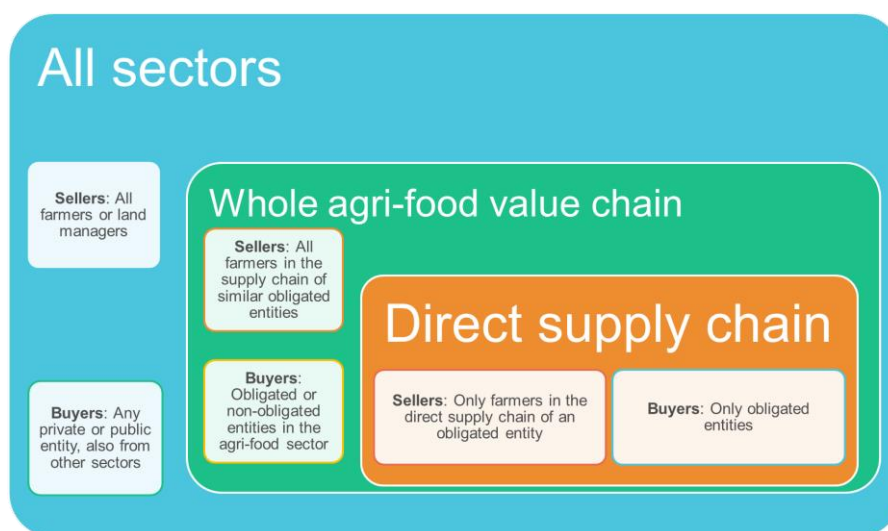 All sectors
Sellers: All
farmers or land
managers
Buyers: Any
private or public
entity, also from
other sectors
Whole agri-food value chain
Sellers: All
farmers in the
supply chain of
similar obligated
entities
Buyers:
Obligated or
non-obligated
entities in the
agri-food sector
Direct supply chain
Sellers: Only farmers in the
direct supply chain of an
obligated entity
Buyers: Only obligated
entities